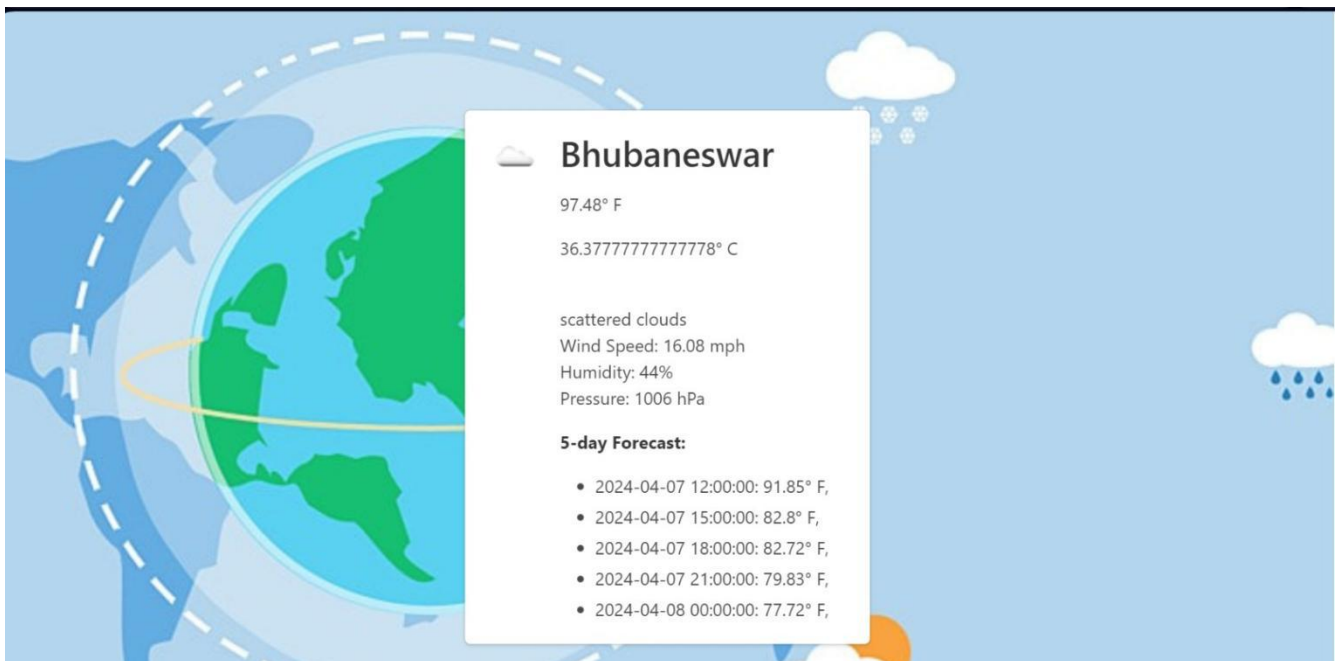 Bhubaneswar
97.48° F
36.37777777777778° C
scattered clouds
Wind Speed: 16.08 mph
Humidity: 44%
Pressure: 1006 hPa
5-day Forecast:
• 2024-04-07 12:00:00: 91.85° F,
• 2024-04-07 15:00:00: 82.8° F,
• 2024-04-07 18:00:00: 82.72° F,
• 2024-04-07 21:00:00: 79.83° F,
• 2024-04-08 00:00:00: 77.72° F,